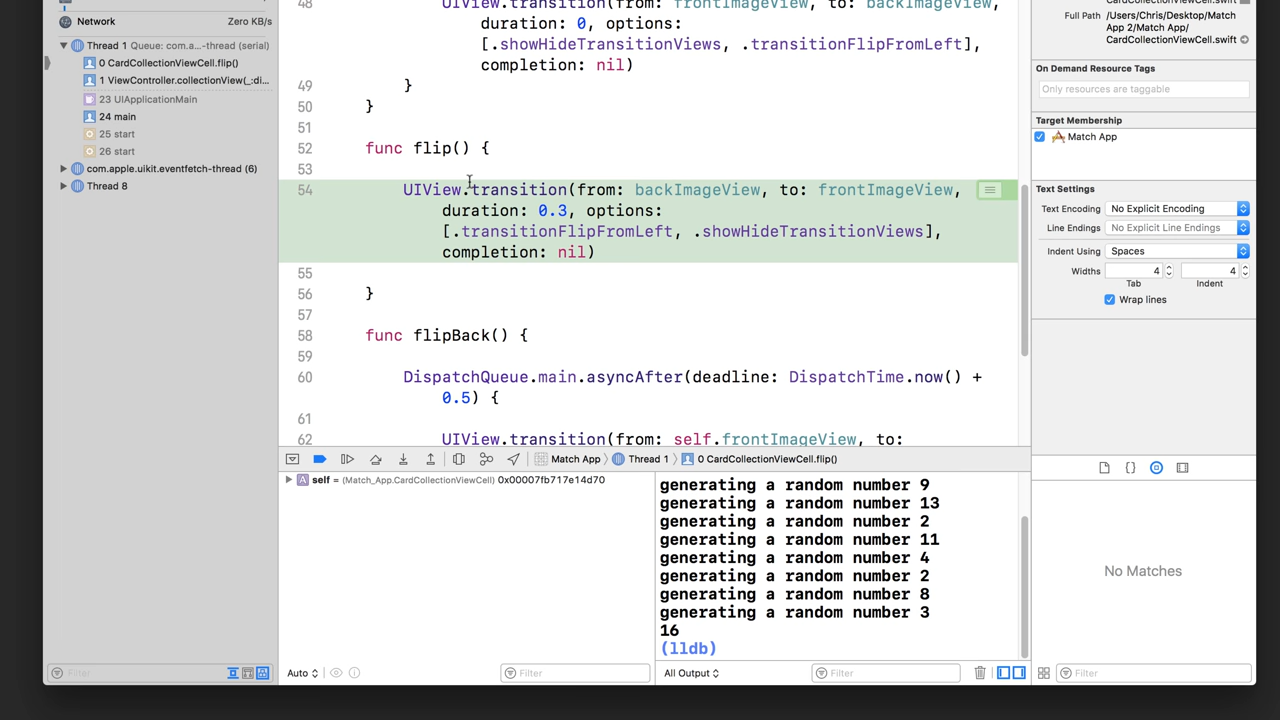 Network
Zero KB/s
Thread 1 Queue: com.a...-thread (serial)
0 CardCollectionViewCell.flip()
1 ViewController.collectionView(_:di...
23 UIApplicationMain
24 main
25 start
26 start
com.apple.uikit.eventfetch-thread (6)
Thread 8
Filter
48
UIView.transition(from: frontImageView, to: backImageView,
duration: 0, options:
[.showHideTransitionViews, .transitionFlipFromLeft],
completion: nil)
49 }
50 }
51
52 func flip() {
53
54 UIView.transition(from: backImageView, to: frontImageView,
duration: 0.3, options:
[.transitionFlipFromLeft, .showHideTransitionViews],
completion: nil)
55
56 }
57
58 func flipBack() {
59
60 DispatchQueue.main.asyncAfter(deadline: DispatchTime.now() +
0.5) {
61
62 UIView.transition(from: self.frontImageView, to:
Match App
Thread 1
0 CardCollectionViewCell.flip()
A self = (Match_App.CardCollectionViewCell) 0x00007fb717e14d70
Auto
Filter
generating a random number 9
generating a random number 13
generating a random number 2
generating a random number 11
generating a random number 4
generating a random number 2
generating a random number 8
generating a random number 3
16
(lldb)
All Output
Filter
CardCollectionViewCell.swift
Full Path /Users/Chris/Desktop/Match
App 2/Match App/
CardCollectionViewCell.swift
On Demand Resource Tags
Only resources are taggable
Target Membership
Match App
Text Settings
Text Encoding No Explicit Encoding
Line Endings No Explicit Line Endings
Indent Using Spaces
Widths 4 4
Tab Indent
Wrap lines
No Matches
Filter